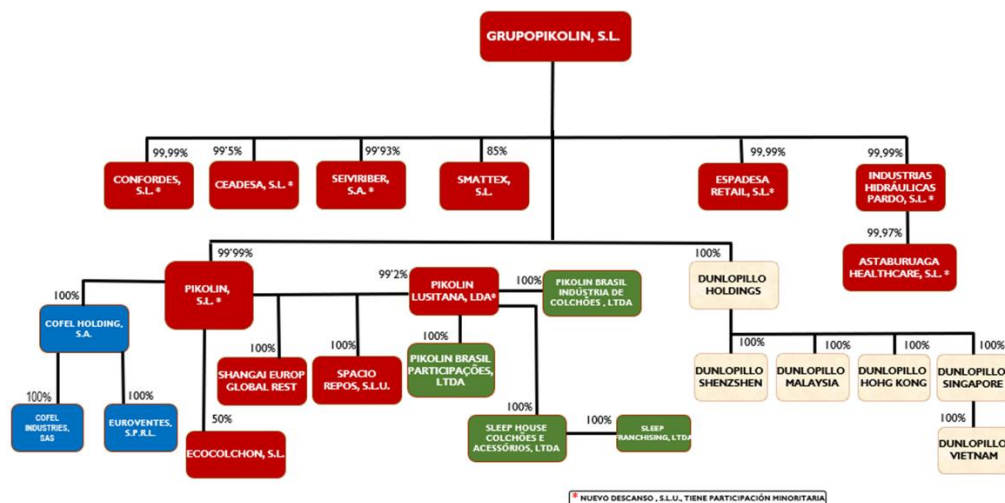 GRUPOPIKOLIN, S.L.
99,99%
99'5%
99'93%
85%
99,99%
99,99%
CONFORDES,
S.L. *
CEADESA, S.L. *
SEIVIRIBER,
S.A. *
SMATTEX,
S.L.
ESPADESA
RETAIL, S.L.*
INDUSTRIAS
HIDRÁULICAS
PARDO, S.L. *
99,97%
ASTABURUAGA
HEALTHCARE, S.L. *
99'99%
PIKOLIN,
S.L. *
99'2%
PIKOLIN
LUSITANA, LDA*
100%
PIKOLIN BRASIL
INDÚSTRIA DE
COLCHÕES , LTDA
100%
DUNLOPILLO
HOLDINGS
100%
COFEL HOLDING,
S.A.
100%
COFEL
INDUSTRIES,
SAS
100%
EUROVENTES,
S.P.R.L.
50%
ECOCOLCHON, S.L.
100%
SHANGAI EUROP
GLOBAL REST
100%
SPACIO
REPOS, S.L.U.
100%
PIKOLIN BRASIL
PARTICIPAÇÕES,
LTDA
100%
SLEEP HOUSE
COLCHÕES E
ACESSÓRIOS, LTDA
100%
SLEEP
FRANCHISING, LTDA
100%
DUNLOPILLO
SHENZSHEN
100%
DUNLOPILLO
MALAYSIA
100%
DUNLOPILLO
HOHG KONG
100%
DUNLOPILLO
SINGAPORE
100%
DUNLOPILLO
VIETNAM
* NUEVO DESCANSO , S.L.U., TIENE PARTICIPACIÓN MINORITARIA